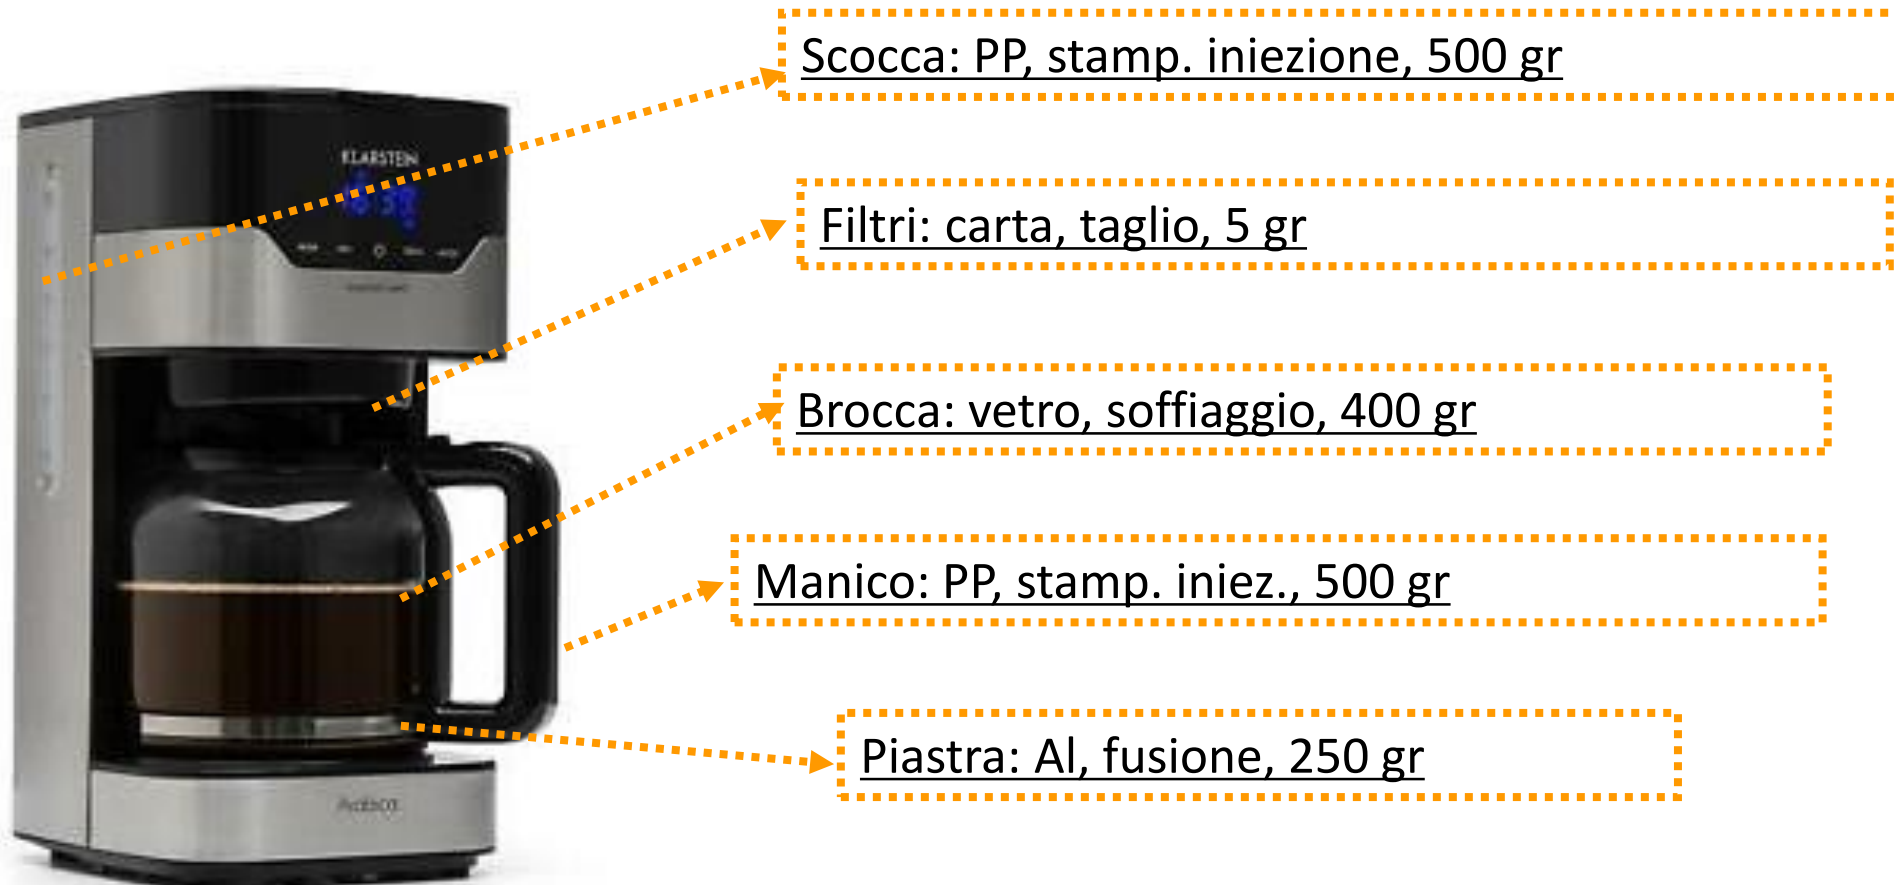 Scocca: PP, stamp. iniezione, 500 gr
KLARSTEIN
Filtri: carta, taglio, 5 gr
Brocca: vetro, soffiaggio, 400 gr
Manico: PP, stamp. iniez., 500 gr
Piastra: Al, fusione, 250 gr